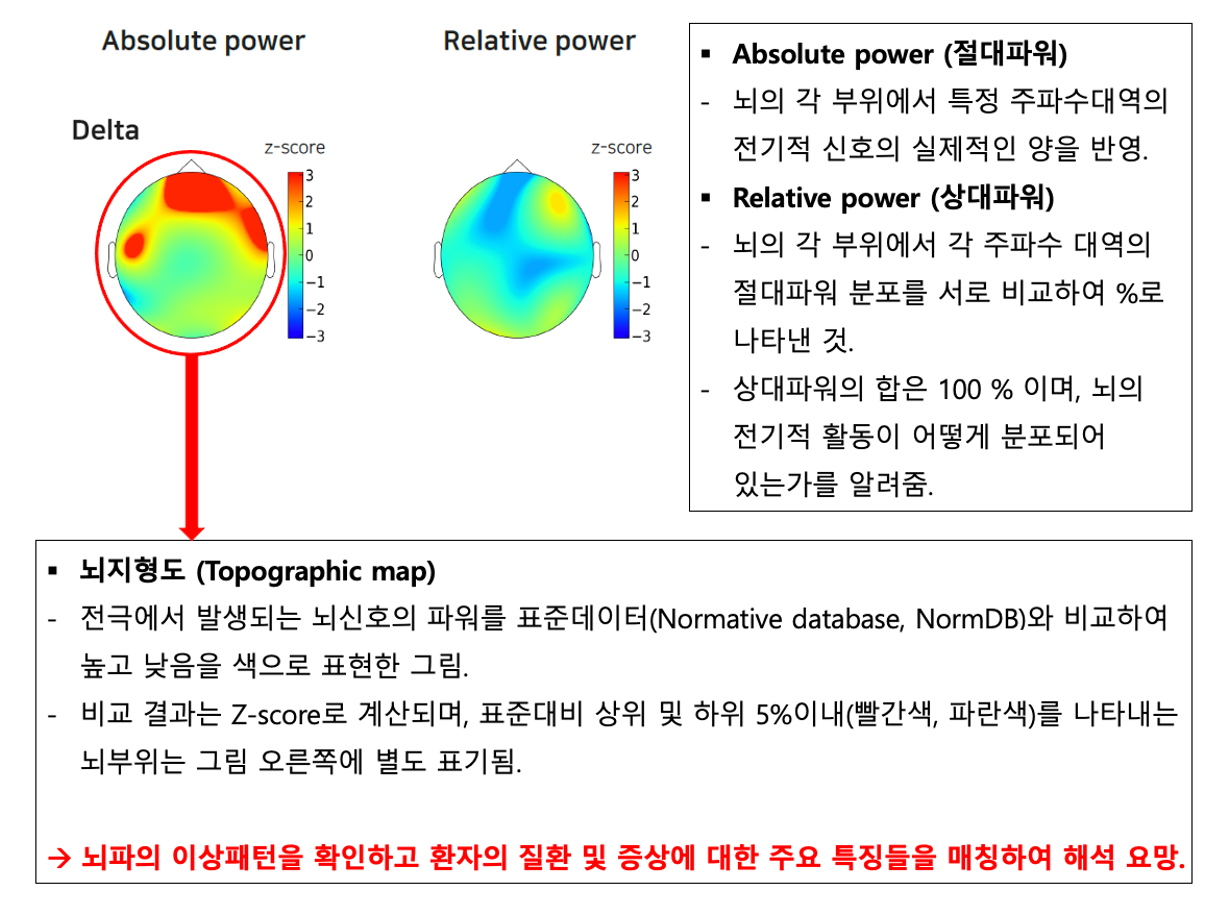 Absolute power
Relative power
Delta
z-score
3
2
1
0
−1
−2
−3
z-score
3
2
1
0
−1
−2
−3
▪ Absolute power (절대파워)
- 뇌의 각 부위에서 특정 주파수대역의
전기적 신호의 실제적인 양을 반영.
▪ Relative power (상대파워)
- 뇌의 각 부위에서 각 주파수 대역의
절대파워 분포를 서로 비교하여 %로
나타낸 것.
- 상대파워의 합은 100 % 이며, 뇌의
전기적 활동이 어떻게 분포되어
있는가를 알려줌.
▪ 뇌지형도 (Topographic map)
- 전극에서 발생되는 뇌신호의 파워를 표준데이터(Normative database, NormDB)와 비교하여
높고 낮음을 색으로 표현한 그림.
- 비교 결과는 Z-score로 계산되며, 표준대비 상위 및 하위 5%이내(빨간색, 파란색)를 나타내는
뇌부위는 그림 오른쪽에 별도 표기됨.
→ 뇌파의 이상패턴을 확인하고 환자의 질환 및 증상에 대한 주요 특징들을 매칭하여 해석 요망.